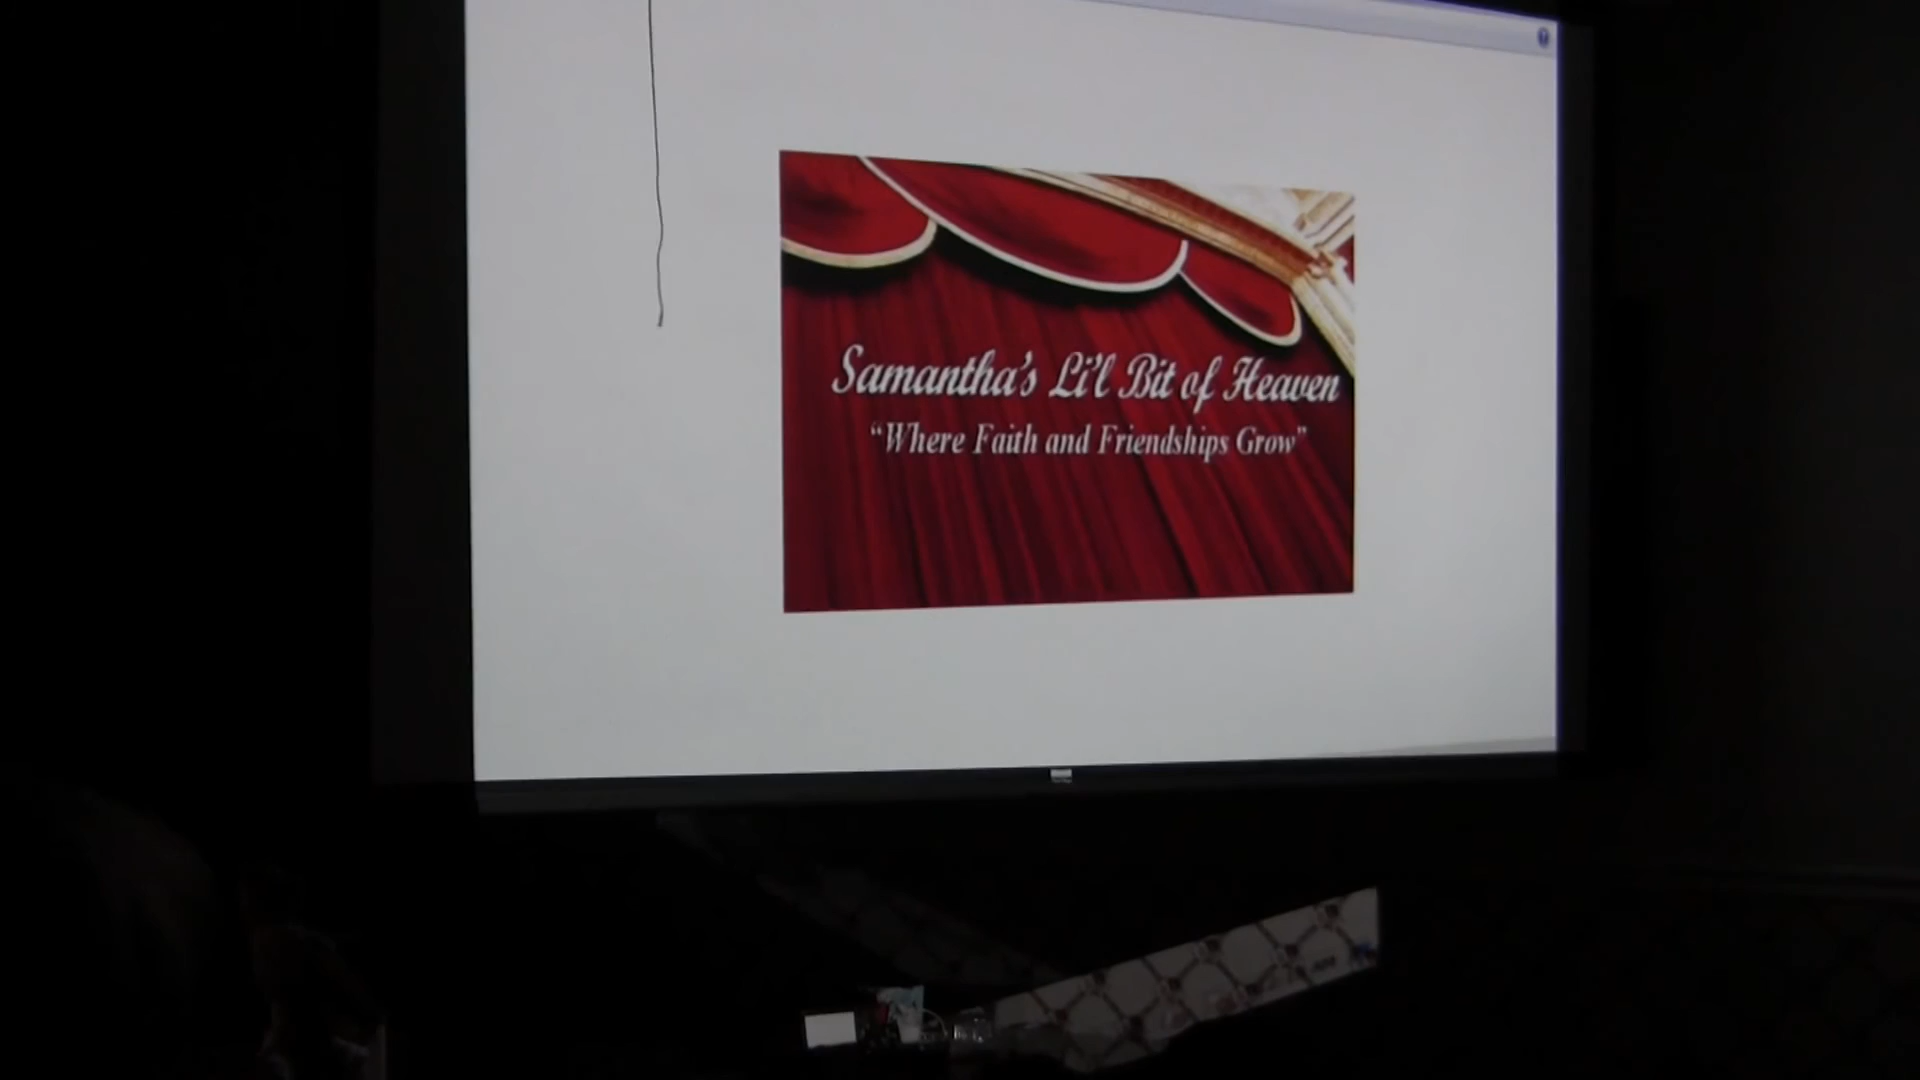 Samantha's Li'l Bit of Heaven
“Where Faith and Friendships Grow”